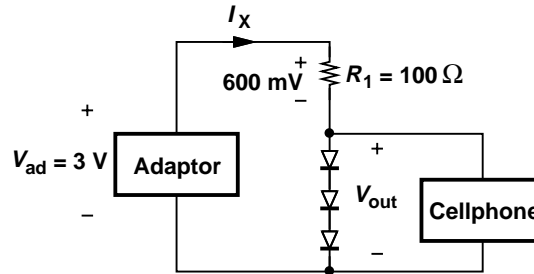 I_X
+
600 mV
−
R_1 = 100 Ω
+
V_ad = 3 V
−
Adaptor
+
V_out
−
Cellphone